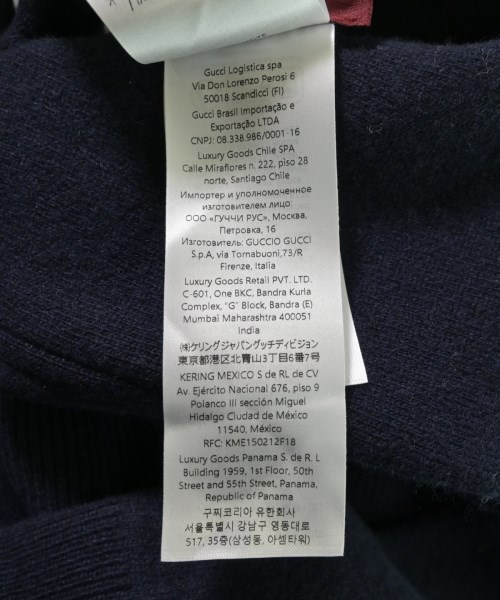 Gucci Logistica spa
Via Don Lorenzo Perosi 6
50018 Scandicci (FI)
Gucci Brasil Importação e
Exportação LTDA
CNPJ: 08.338.986/0001-16
Luxury Goods Chile SPA
Calle Miraflores n. 222, piso 28
norte, Santiago Chile
Импортер и уполномоченное
изготовителем лицо:
ООО «ГУЧЧИ РУС», Москва,
Петровка, 16
Изготовитель: GUCCIO GUCCI
S.p.A, via Tornabuoni,73/R
Firenze, Italia
Luxury Goods Retail PVT. LTD.
C-601, One BKC, Bandra Kurla
Complex, "G" Block, Bandra (E)
Mumbai Maharashtra 400051
India
㈱ケリングジャパングッチディビジョン
東京都港区北青山3丁目6番7号
KERING MEXICO S de RL de CV
Av. Ejército Nacional 676, piso 9
Polanco III sección Miguel
Hidalgo Ciudad de México
11540, México
RFC: KME150212F18
Luxury Goods Panama S. de R. L
Building 1959, 1st Floor, 50th
Street and 55th Street, Panama,
Republic of Panama
구찌코리아 유한회사
서울특별시 강남구 영동대로
517, 35층(삼성동, 아셈타워)